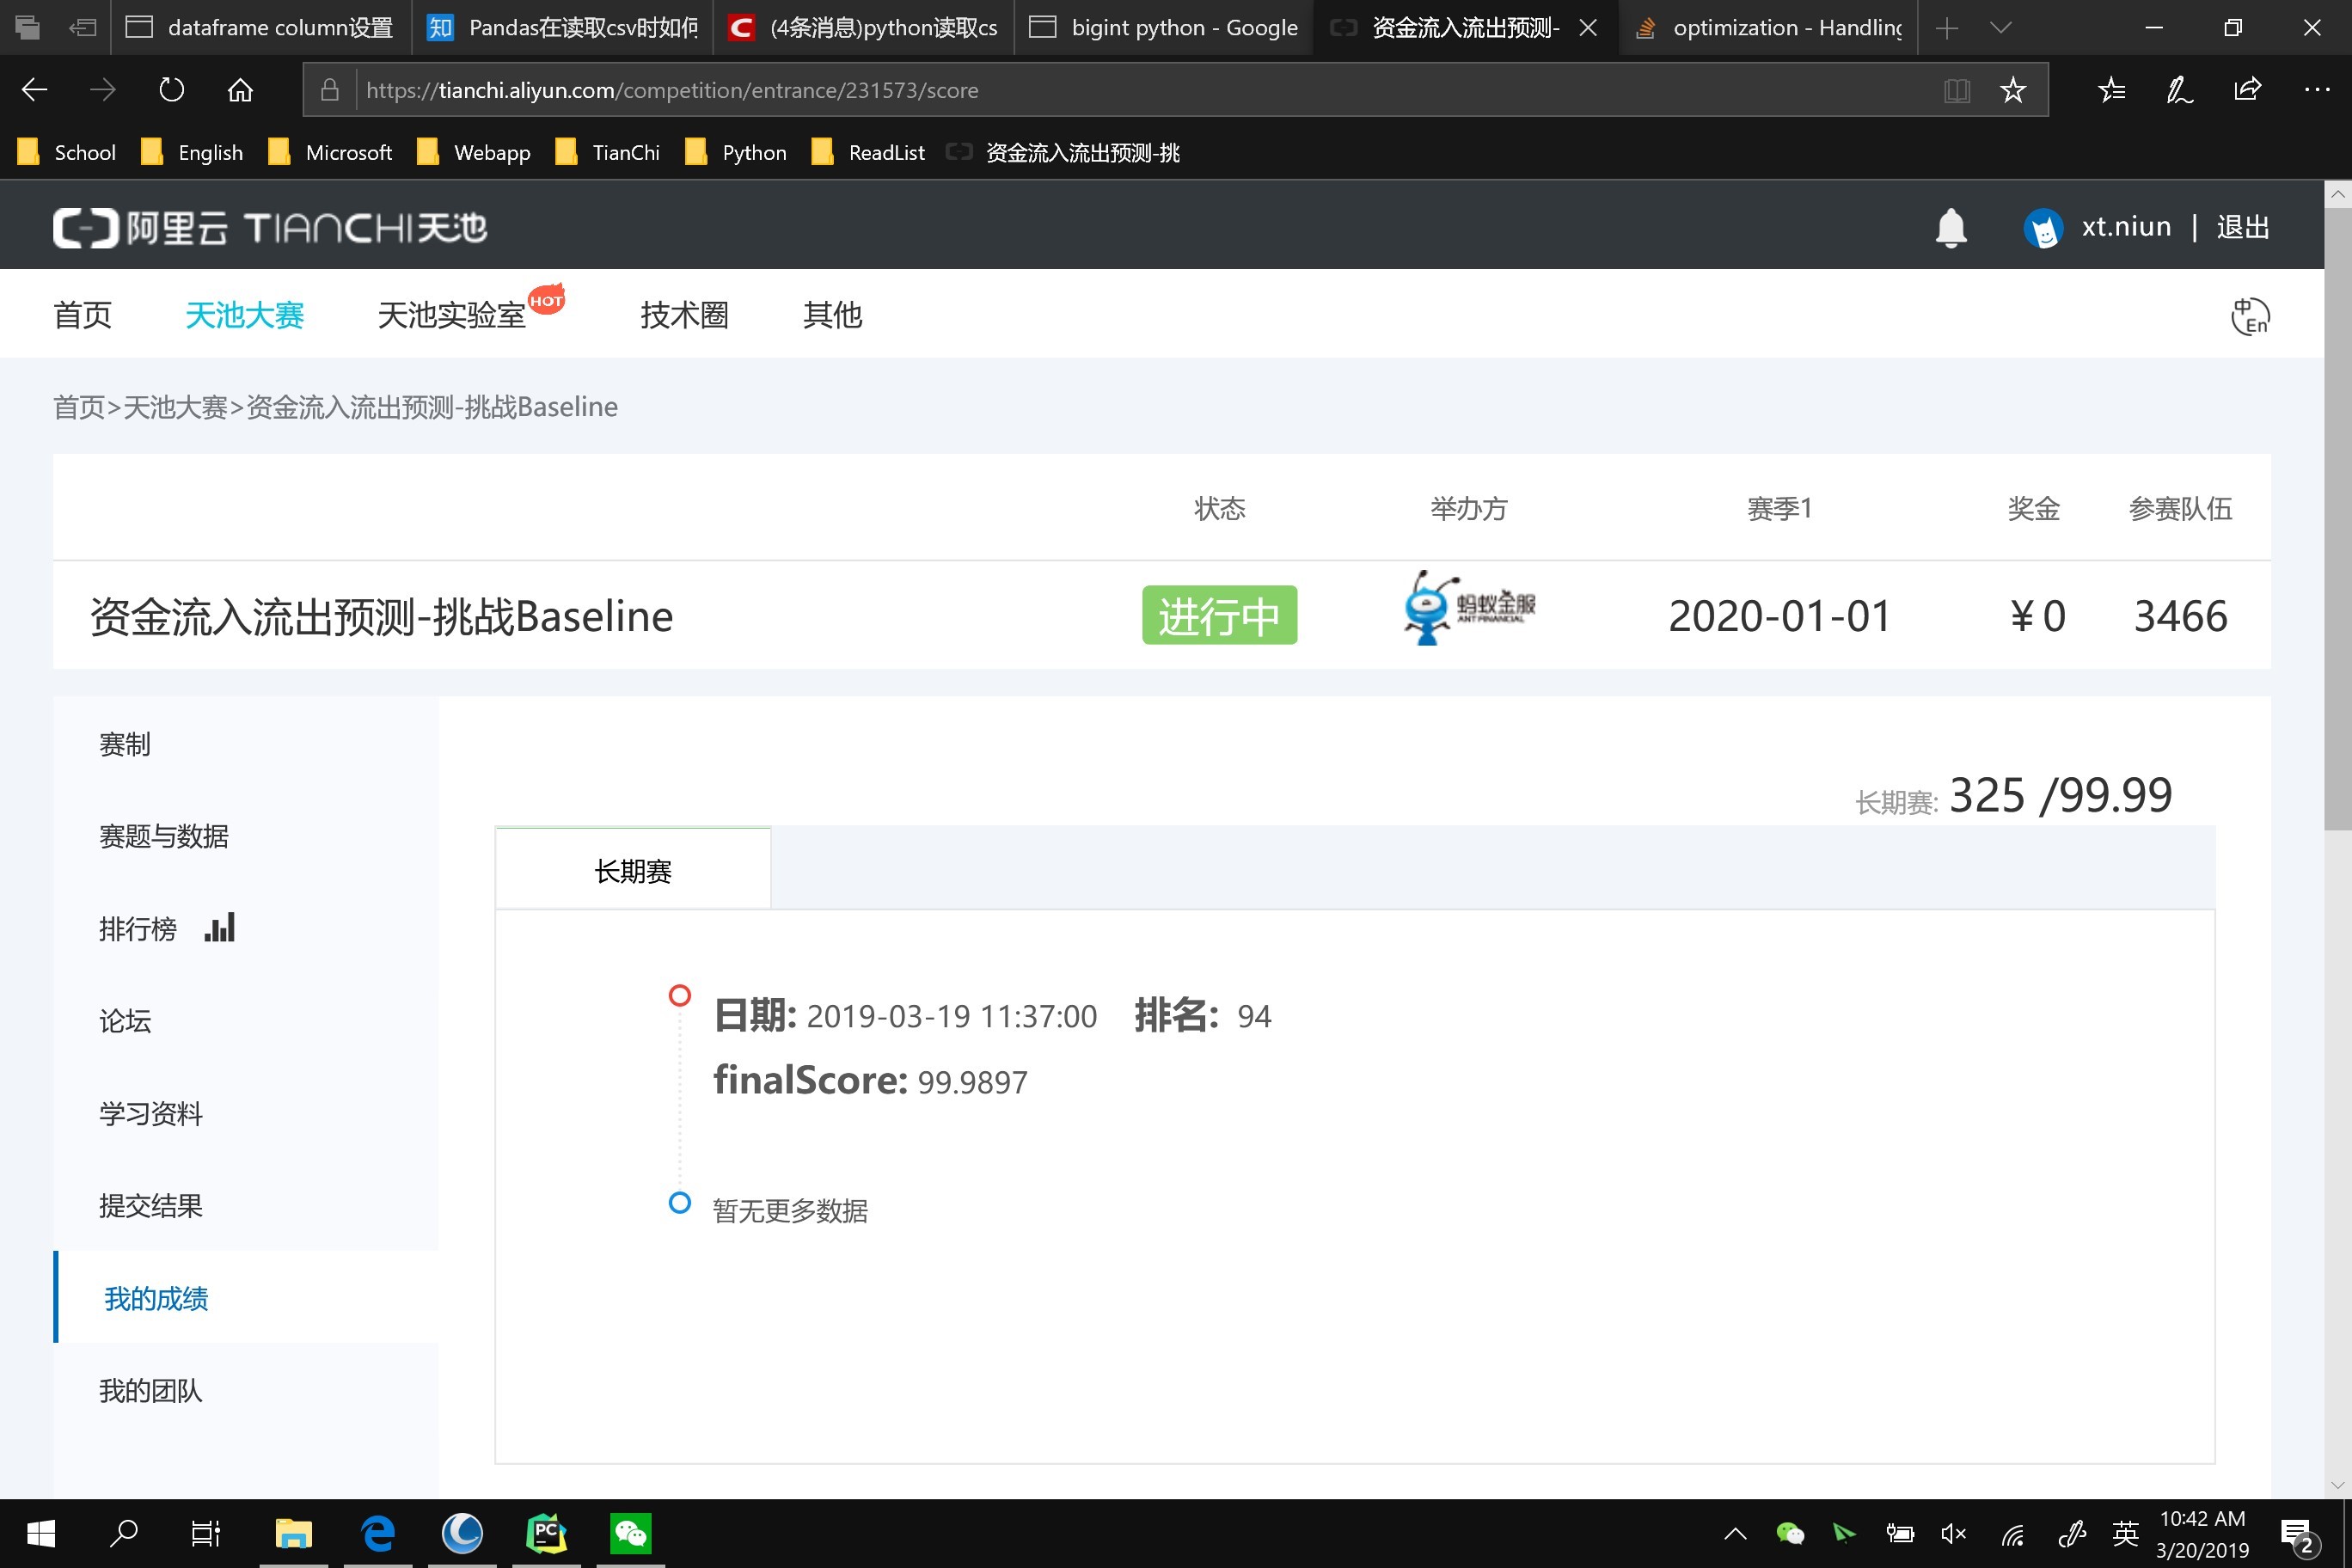 dataframe column设置
知 Pandas在读取csv时如何
C (4条消息)python读取cs
bigint python - Google
资金流入流出预测-
optimization - Handling
https://tianchi.aliyun.com/competition/entrance/231573/score
School English Microsoft Webapp TianChi Python ReadList 资金流入流出预测-挑
阿里云 TIANCHI天池
xt.niun | 退出
首页 天池大赛 天池实验室 HOT 技术圈 其他 中 En
首页>天池大赛>资金流入流出预测-挑战Baseline
状态 举办方 赛季1 奖金 参赛队伍
资金流入流出预测-挑战Baseline 进行中 蚂蚁金服 ANT FINANCIAL 2020-01-01 ¥0 3466
赛制
赛题与数据
排行榜
论坛
学习资料
提交结果
我的成绩
我的团队
长期赛: 325 /99.99
长期赛
日期: 2019-03-19 11:37:00 排名: 94
finalScore: 99.9897
暂无更多数据
PC
英
10:42 AM
3/20/2019
2